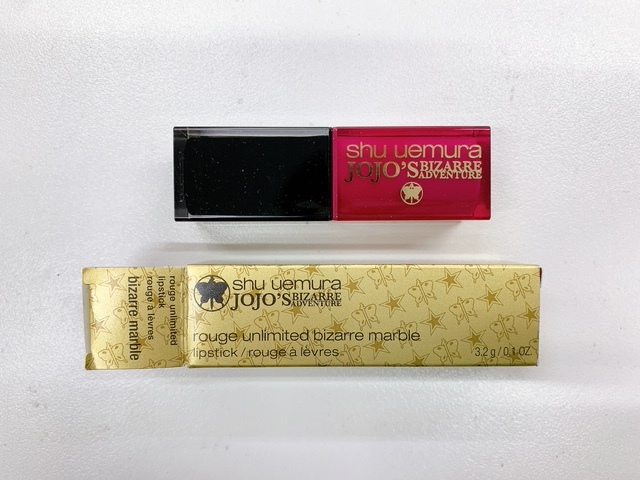 shu uemura
JOJO'S BIZARRE
ADVENTURE
shu uemura
JOJO'S BIZARRE
ADVENTURE
rouge unlimited bizarre marble
lipstick / rouge à lèvres
3.2 g / 0.1 OZ.
rouge unlimited
lipstick
rouge à lèvres
bizarre marble